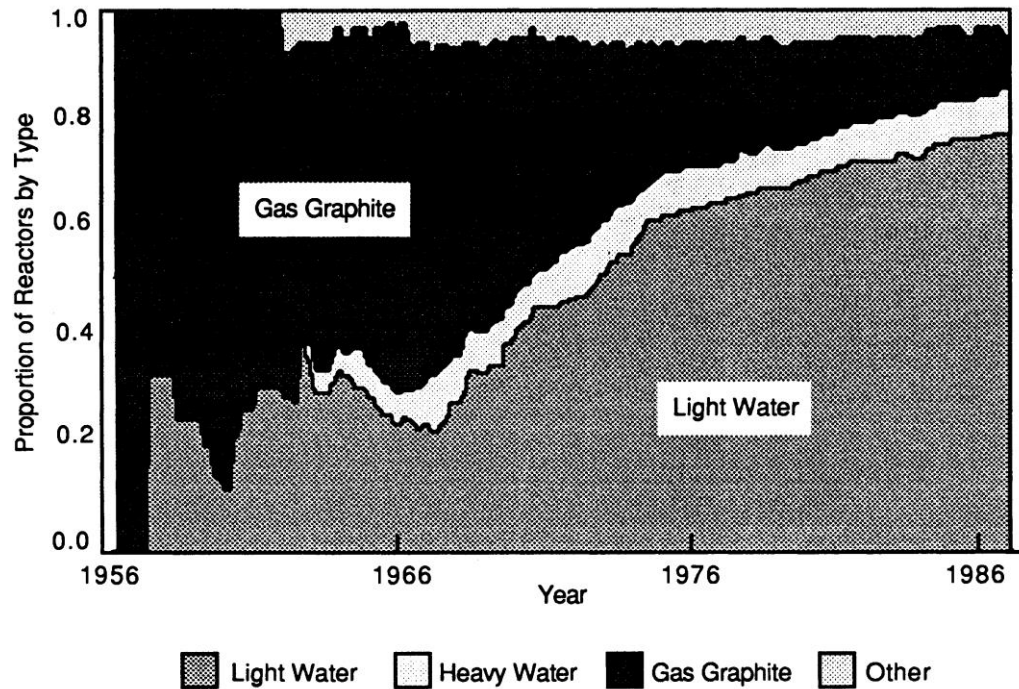 Proportion of Reactors by Type
1.0
0.8
0.6
0.4
0.2
0.0
Gas Graphite
Light Water
1956
1966
1976
1986
Year
Light Water
Heavy Water
Gas Graphite
Other